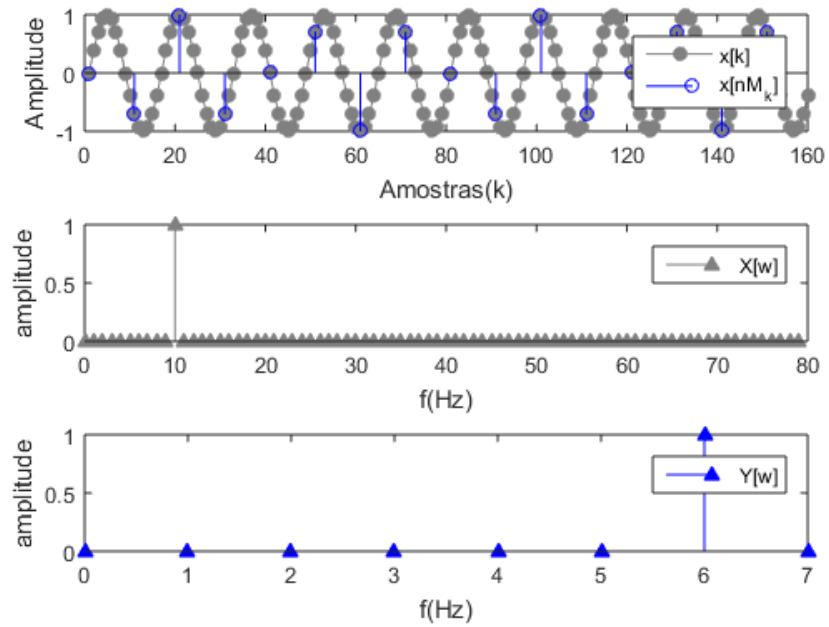 Amplitude
1
0
-1
x[k]
x[nM_k]
0 20 40 60 80 100 120 140 160
Amostras(k)
amplitude
1
0.5
0
X[w]
0 10 20 30 40 50 60 70 80
f(Hz)
amplitude
1
0.5
0
Y[w]
0 1 2 3 4 5 6 7
f(Hz)